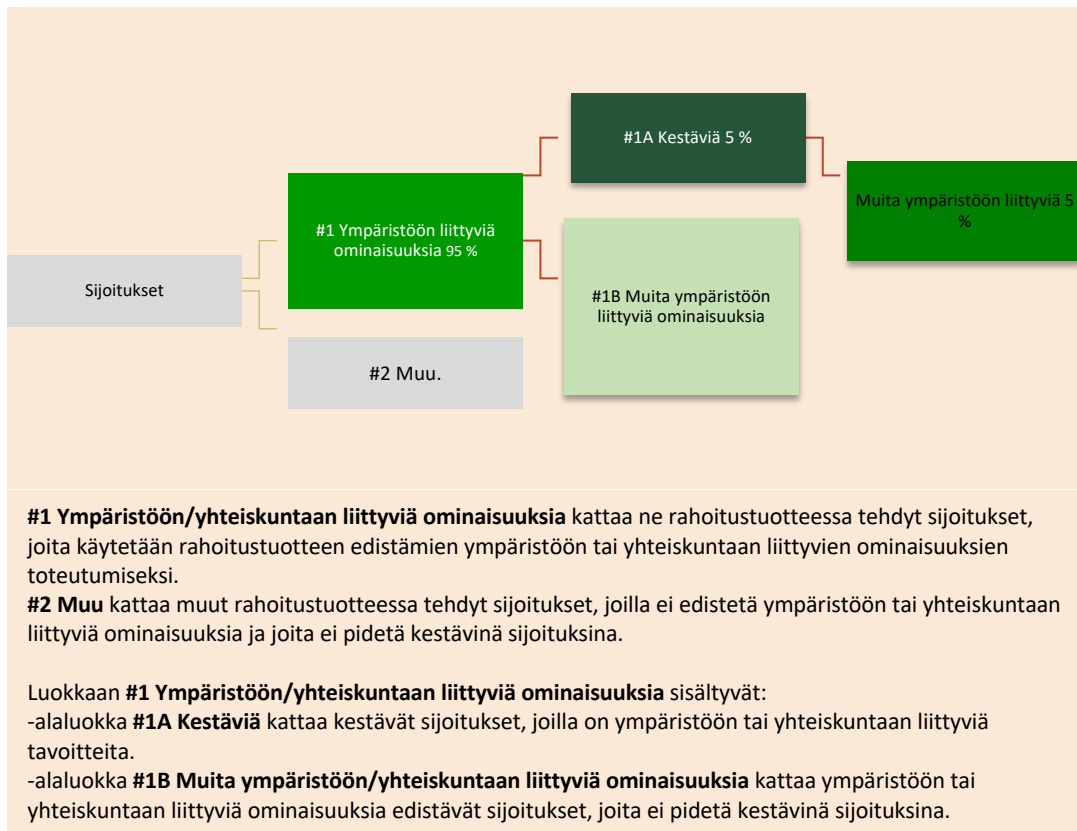 #1A Kestäviä 5 %
Muita ympäristöön liittyviä 5
%
#1 Ympäristöön liittyviä
ominaisuuksia 95 %
Sijoitukset
#1B Muita ympäristöön
liittyviä ominaisuuksia
#2 Muu.
#1 Ympäristöön/yhteiskuntaan liittyviä ominaisuuksia kattaa ne rahoitustuotteessa tehdyt sijoitukset,
joita käytetään rahoitustuotteen edistämien ympäristöön tai yhteiskuntaan liittyvien ominaisuuksien
toteutumiseksi.
#2 Muu kattaa muut rahoitustuotteessa tehdyt sijoitukset, joilla ei edistetä ympäristöön tai yhteiskuntaan
liittyviä ominaisuuksia ja joita ei pidetä kestävinä sijoituksina.
Luokkaan #1 Ympäristöön/yhteiskuntaan liittyviä ominaisuuksia sisältyvät:
-alaluokka #1A Kestäviä kattaa kestävät sijoitukset, joilla on ympäristöön tai yhteiskuntaan liittyviä
tavoitteita.
-alaluokka #1B Muita ympäristöön/yhteiskuntaan liittyviä ominaisuuksia kattaa ympäristöön tai
yhteiskuntaan liittyviä ominaisuuksia edistävät sijoitukset, joita ei pidetä kestävinä sijoituksina.